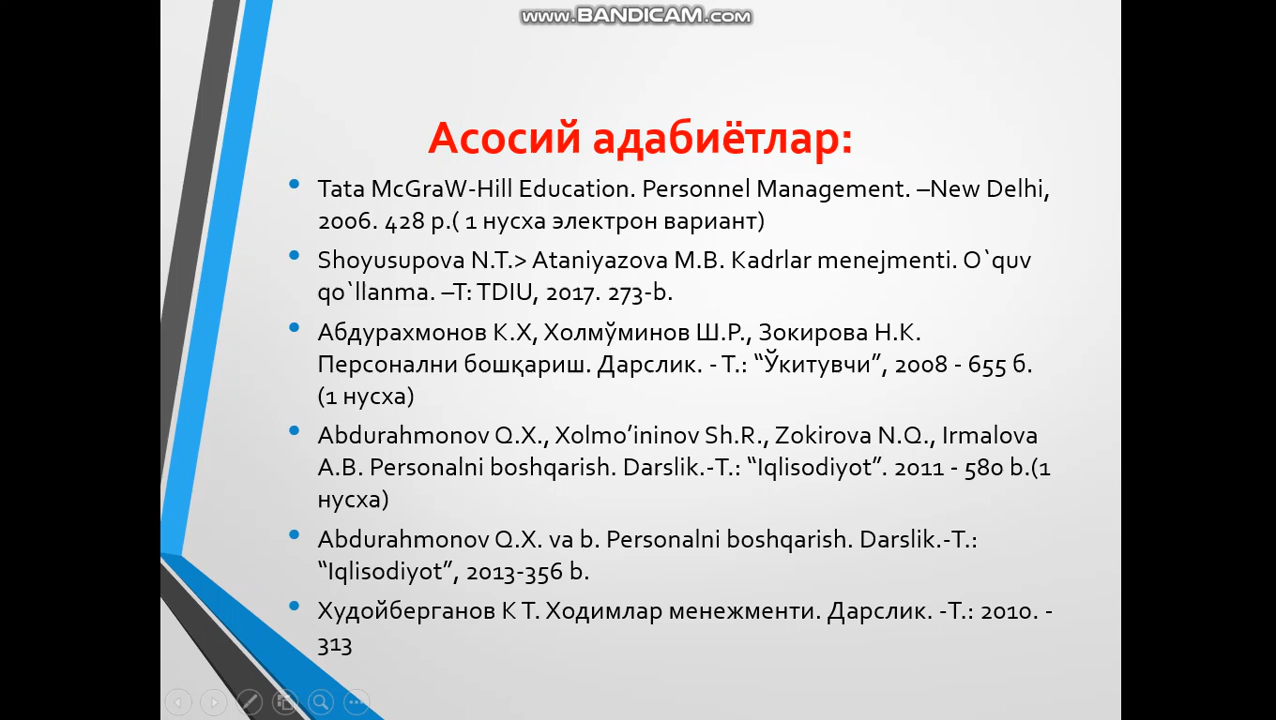 www.BANDICAM.com
Асосий адабиётлар:
Tata McGraW-Hill Education. Personnel Management. –New Delhi,
2006. 428 p.( 1 нусха электрон вариант)
Shoyusupova N.T.> Ataniyazova M.B. Kadrlar menejmenti. O`quv
qo`llanma. –T: TDIU, 2017. 273-b.
Абдурахмонов К.Х, Холмўминов Ш.Р., Зокирова Н.К.
Персонални бошқариш. Дарслик. - Т.: “Ўкитувчи”, 2008 - 655 б.
(1 нусха)
Abdurahmonov Q.X., Xolmo’ininov Sh.R., Zokirova N.Q., Irmalova
A.B. Personalni boshqarish. Darslik.-T.: “Iqlisodiyot”. 2011 - 580 b.(1
нусха)
Abdurahmonov Q.X. va b. Personalni boshqarish. Darslik.-T.:
“Iqlisodiyot”, 2013-356 b.
Худойберганов К Т. Ходимлар менежменти. Дарслик. -Т.: 2010. -
313